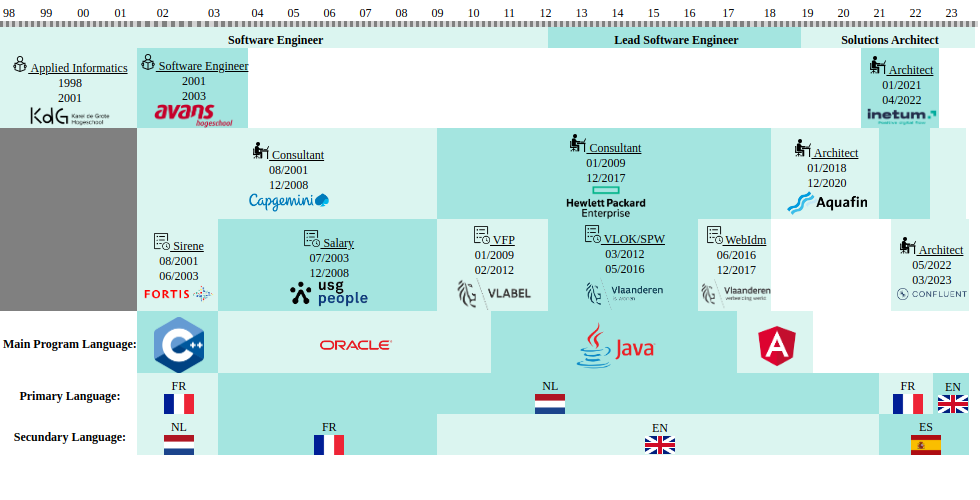 98 99 00 01 02 03 04 05 06 07 08 09 10 11 12 13 14 15 16 17 18 19 20 21 22 23
Software Engineer
Lead Software Engineer
Solutions Architect
Applied Informatics
1998
2001
KdG Karel de Grote
Hogeschool
Software Engineer
2001
2003
avans
hogeschool
Architect
01/2021
04/2022
inetum.
Consultant
08/2001
12/2008
Capgemini
Consultant
01/2009
12/2017
Hewlett Packard
Enterprise
Architect
01/2018
12/2020
Aquafin
Sirene
08/2001
06/2003
FORTIS
Salary
07/2003
12/2008
usg
people
VFP
01/2009
02/2012
VLABEL
VLOK/SPW
03/2012
05/2016
Vlaanderen
WebIdm
06/2016
12/2017
Vlaanderen
verbeelding werkt
Architect
05/2022
03/2023
CONFLUENT
Main Program Language:
C++
ORACLE
Java
A
Primary Language:
FR
NL
FR
EN
Secundary Language:
NL
FR
EN
ES